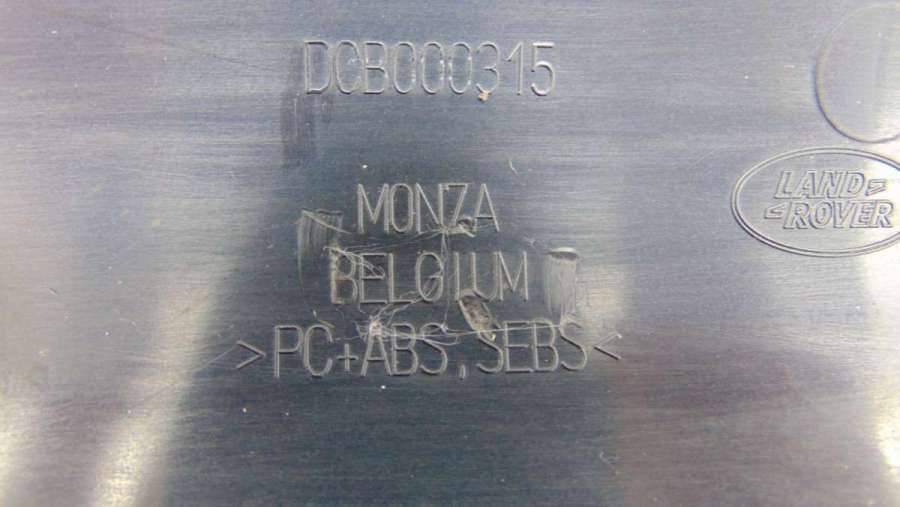 DCB000315
MONZA
LAND
ROVER
BELGIUM
>PC+ABS,SEBS<